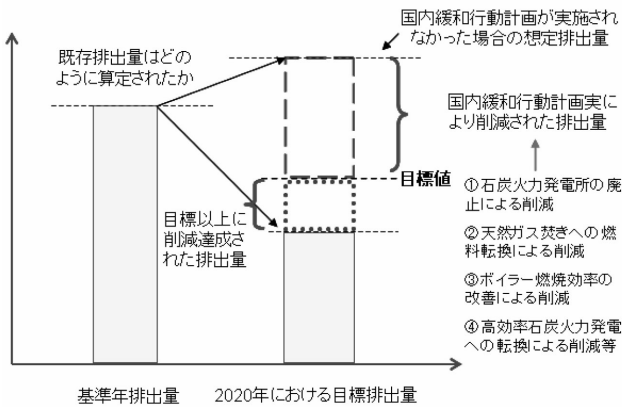 国内緩和行動計画が実施され
なかった場合の想定排出量
既存排出量はどの
ように算定されたか
国内緩和行動計画実に
より削減された排出量
目標値
目標以上に
削減達成さ
れた排出量
①石炭火力発電所の廃
止による削減
②天然ガス焚きへの燃
料転換による削減
③ボイラー燃焼効率の
改善による削減
④高効率石炭火力発電
への転換による削減等
基準年排出量
2020年における目標排出量